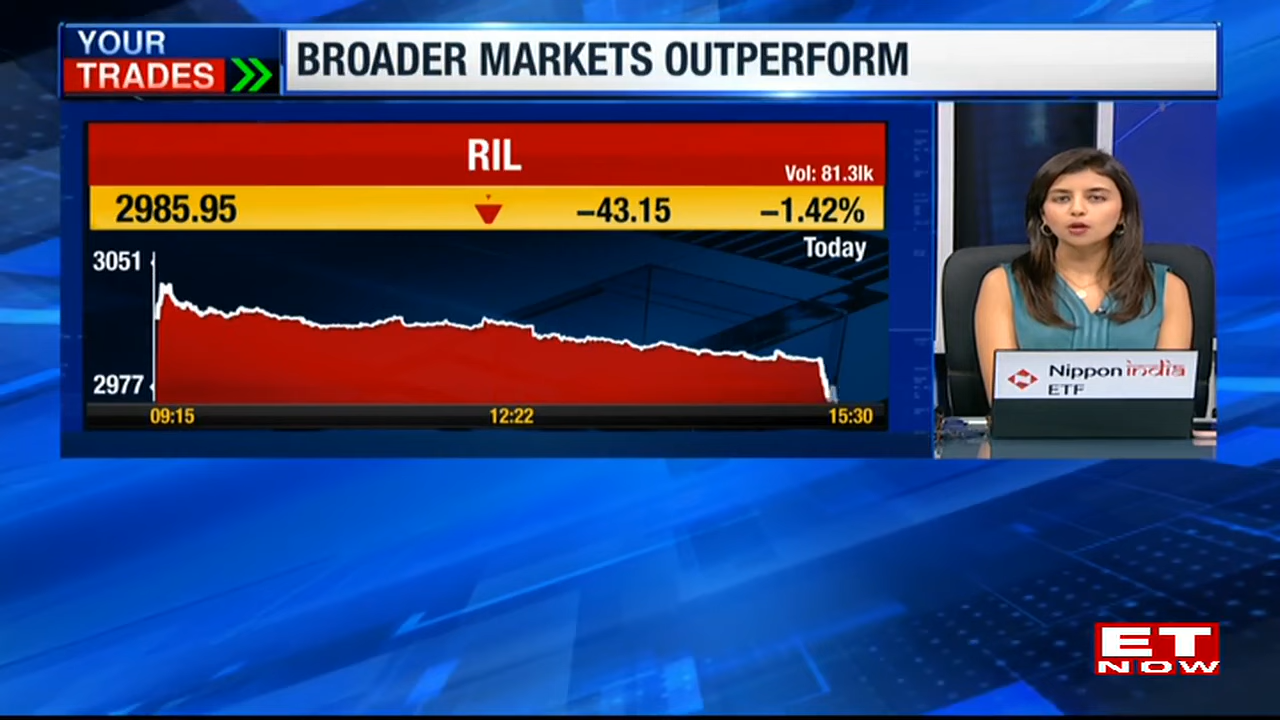 YOUR
TRADES
BROADER MARKETS OUTPERFORM
RIL
Vol: 81.3lk
2985.95 -43.15 -1.42%
Today
3051
2977
09:15 12:22 15:30
Nippon india
ETF
ET
NOW